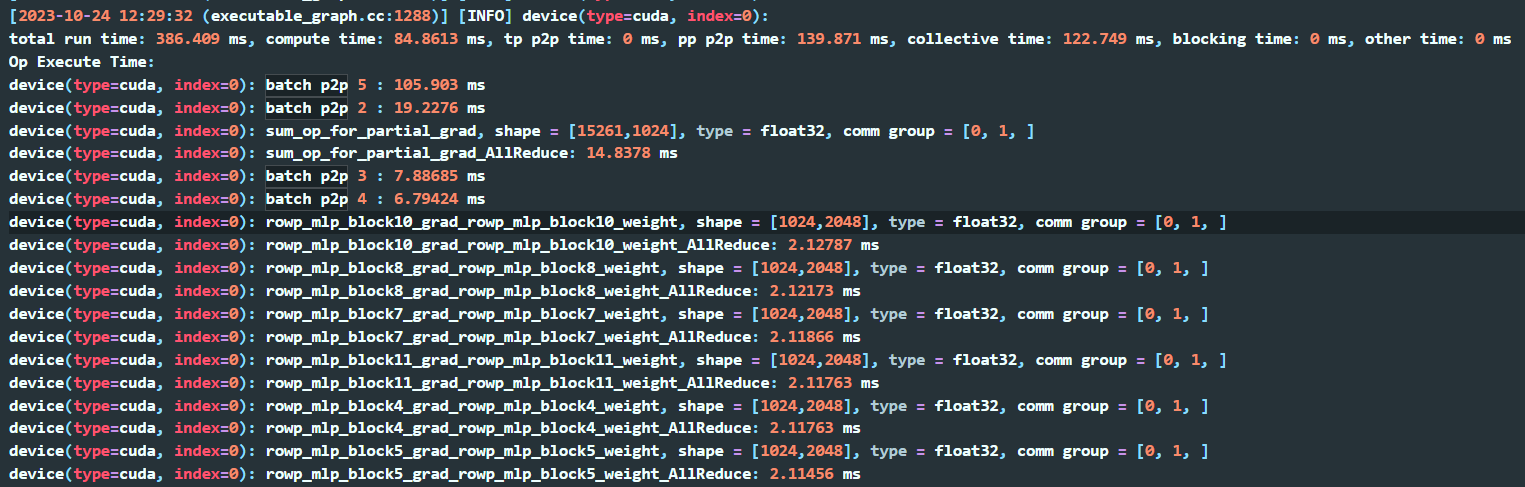 [2023-10-24 12:29:32 (executable_graph.cc:1288)] [INFO] device(type=cuda, index=0):
total run time: 386.409 ms, compute time: 84.8613 ms, tp p2p time: 0 ms, pp p2p time: 139.871 ms, collective time: 122.749 ms, blocking time: 0 ms, other time: 0 ms
Op Execute Time:
device(type=cuda, index=0): batch p2p 5 : 105.903 ms
device(type=cuda, index=0): batch p2p 2 : 19.2276 ms
device(type=cuda, index=0): sum_op_for_partial_grad, shape = [15261,1024], type = float32, comm group = [0, 1, ]
device(type=cuda, index=0): sum_op_for_partial_grad_AllReduce: 14.8378 ms
device(type=cuda, index=0): batch p2p 3 : 7.88685 ms
device(type=cuda, index=0): batch p2p 4 : 6.79424 ms
device(type=cuda, index=0): rowp_mlp_block10_grad_rowp_mlp_block10_weight, shape = [1024,2048], type = float32, comm group = [0, 1, ]
device(type=cuda, index=0): rowp_mlp_block10_grad_rowp_mlp_block10_weight_AllReduce: 2.12787 ms
device(type=cuda, index=0): rowp_mlp_block8_grad_rowp_mlp_block8_weight, shape = [1024,2048], type = float32, comm group = [0, 1, ]
device(type=cuda, index=0): rowp_mlp_block8_grad_rowp_mlp_block8_weight_AllReduce: 2.12173 ms
device(type=cuda, index=0): rowp_mlp_block7_grad_rowp_mlp_block7_weight, shape = [1024,2048], type = float32, comm group = [0, 1, ]
device(type=cuda, index=0): rowp_mlp_block7_grad_rowp_mlp_block7_weight_AllReduce: 2.11866 ms
device(type=cuda, index=0): rowp_mlp_block11_grad_rowp_mlp_block11_weight, shape = [1024,2048], type = float32, comm group = [0, 1, ]
device(type=cuda, index=0): rowp_mlp_block11_grad_rowp_mlp_block11_weight_AllReduce: 2.11763 ms
device(type=cuda, index=0): rowp_mlp_block4_grad_rowp_mlp_block4_weight, shape = [1024,2048], type = float32, comm group = [0, 1, ]
device(type=cuda, index=0): rowp_mlp_block4_grad_rowp_mlp_block4_weight_AllReduce: 2.11763 ms
device(type=cuda, index=0): rowp_mlp_block5_grad_rowp_mlp_block5_weight, shape = [1024,2048], type = float32, comm group = [0, 1, ]
device(type=cuda, index=0): rowp_mlp_block5_grad_rowp_mlp_block5_weight_AllReduce: 2.11456 ms